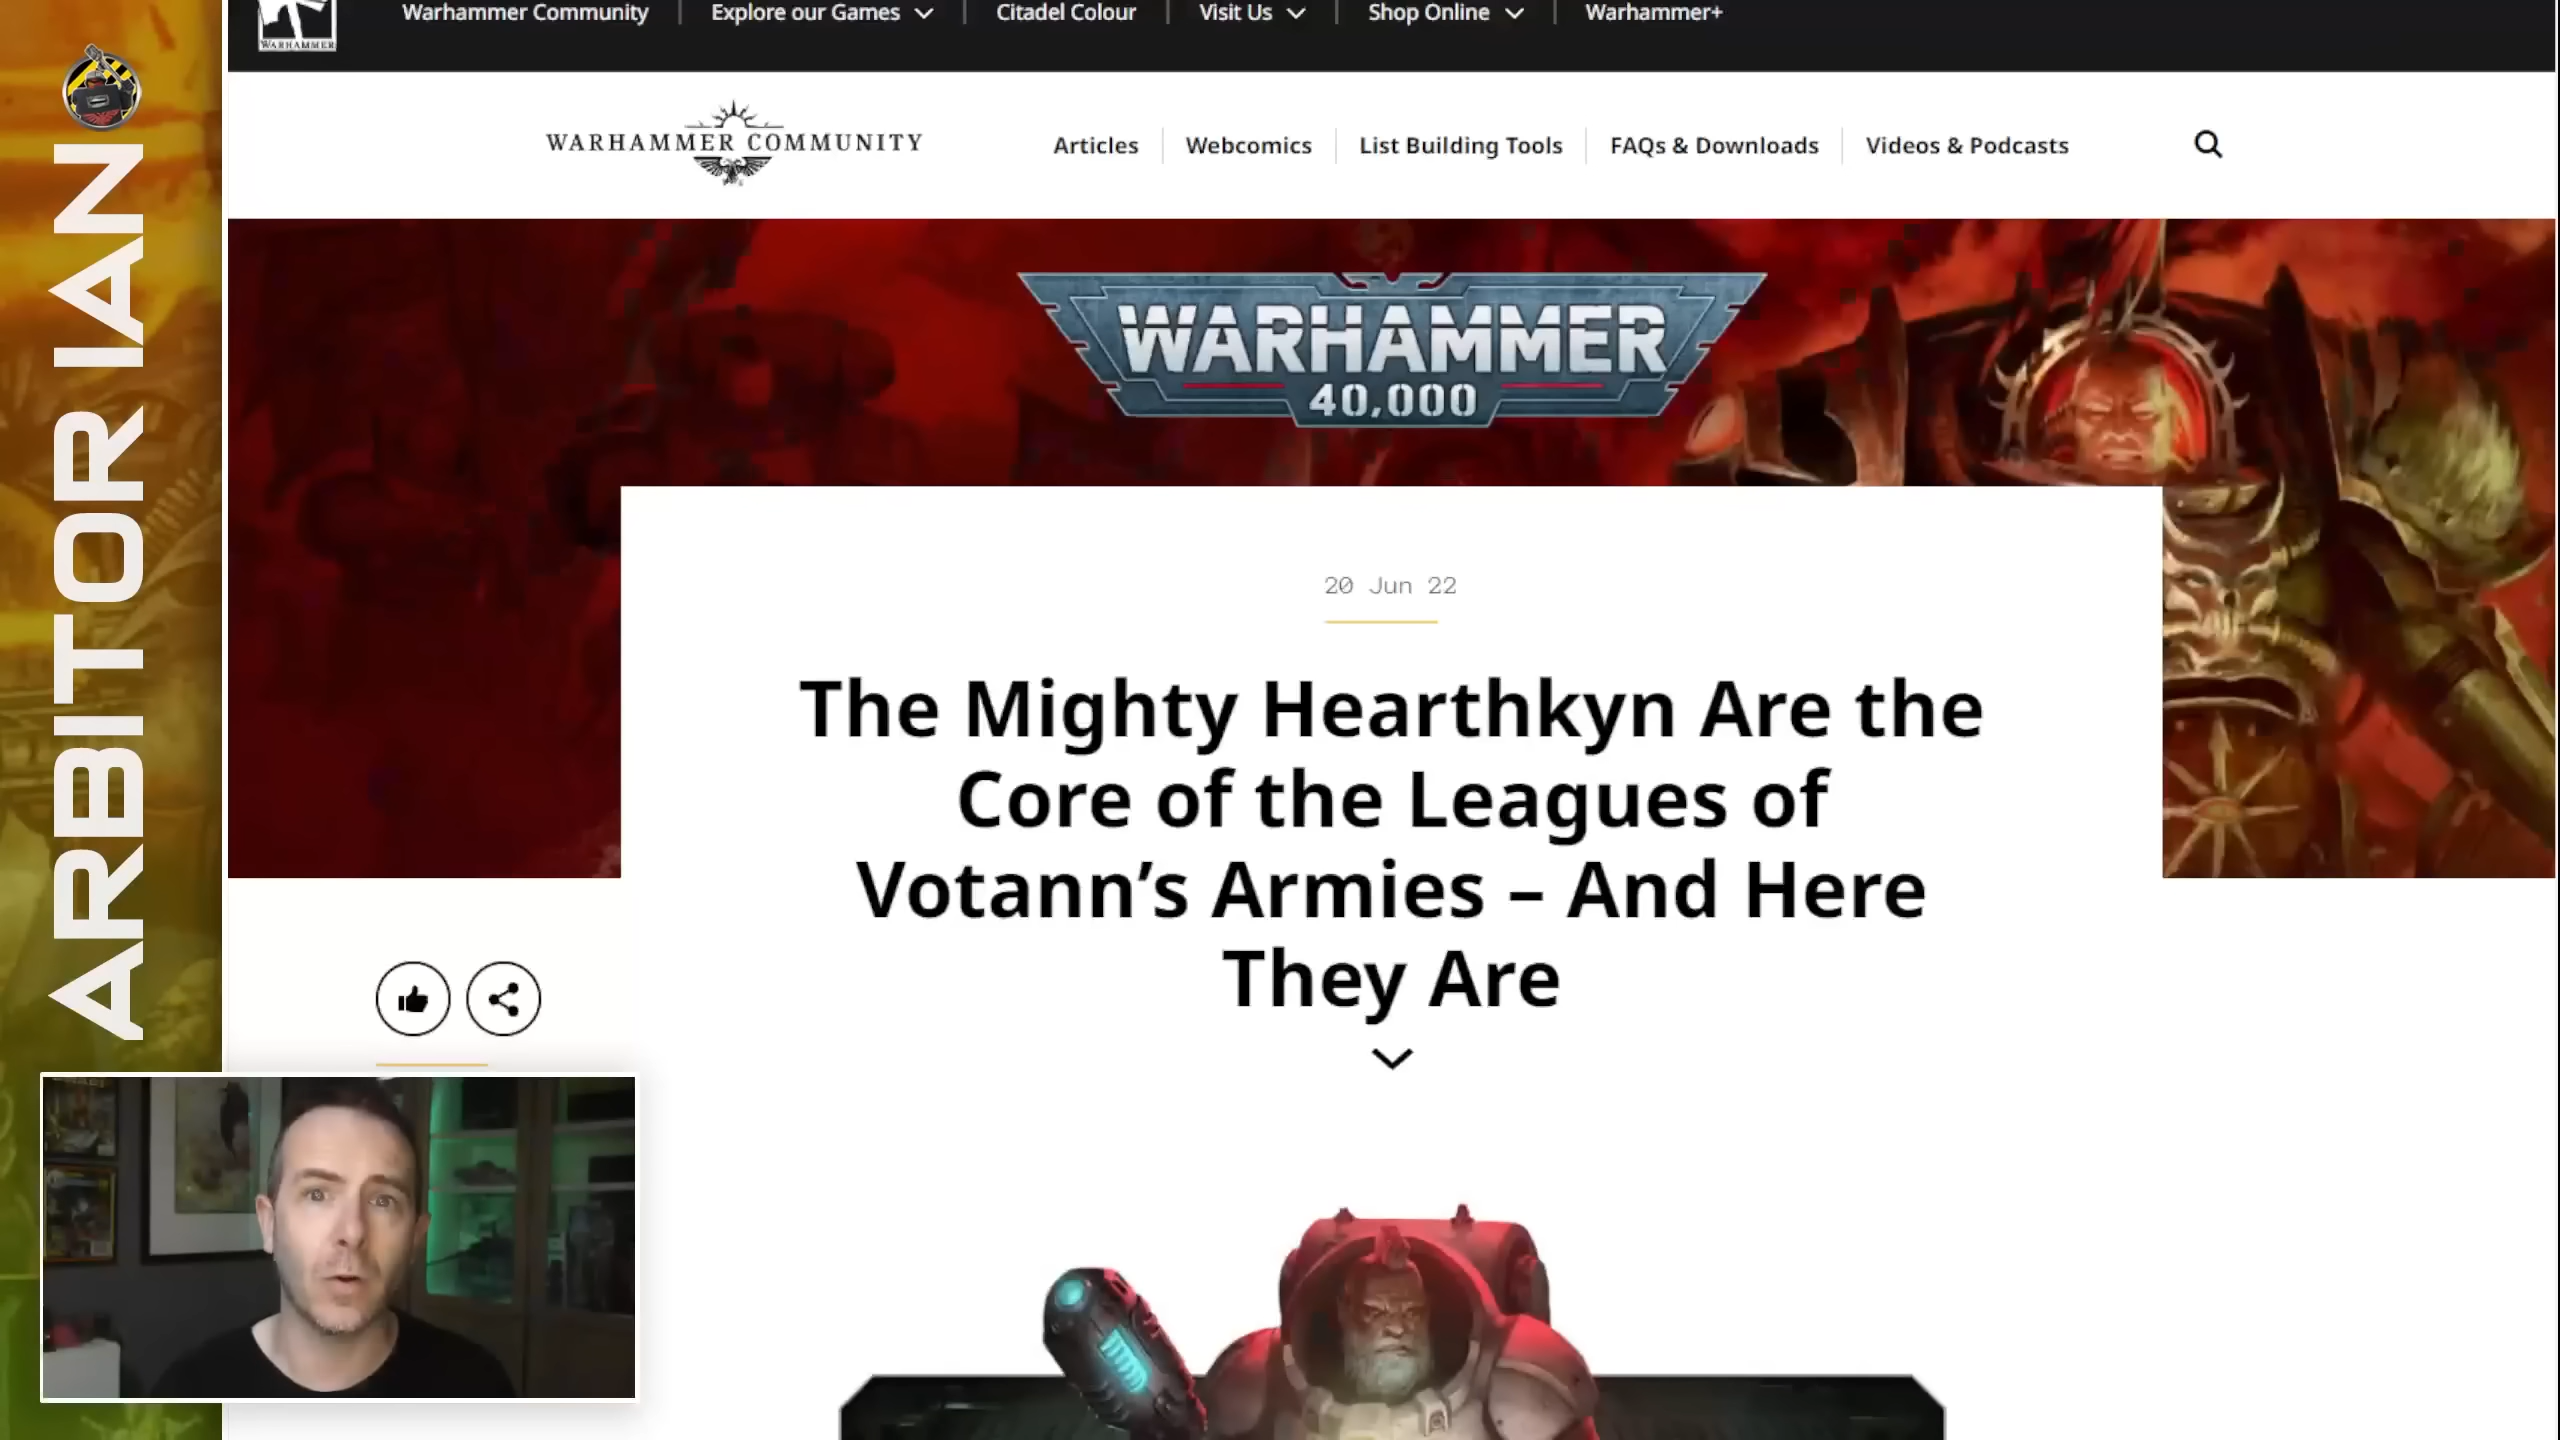 ARBITOR IAN
WARHAMMER
Warhammer Community
Explore our Games
Citadel Colour
Visit Us
Shop Online
Warhammer+
WARHAMMER COMMUNITY
Articles
Webcomics
List Building Tools
FAQs & Downloads
Videos & Podcasts
WARHAMMER
40,000
20 Jun 22
The Mighty Hearthkyn Are the
Core of the Leagues of
Votann’s Armies – And Here
They Are